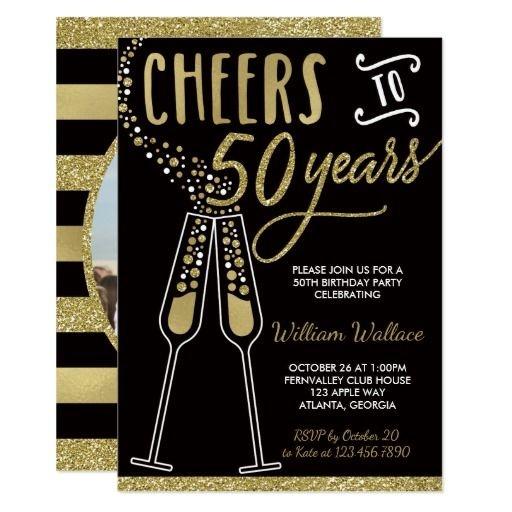 CHEERS TO
50 years
PLEASE JOIN US FOR A
50TH BIRTHDAY PARTY
CELEBRATING
William Wallace
OCTOBER 26 AT 1:00PM
FERNVALLEY CLUB HOUSE
123 APPLE WAY
ATLANTA, GEORGIA
RSVP by October 20
to Kate at 123.456.7890